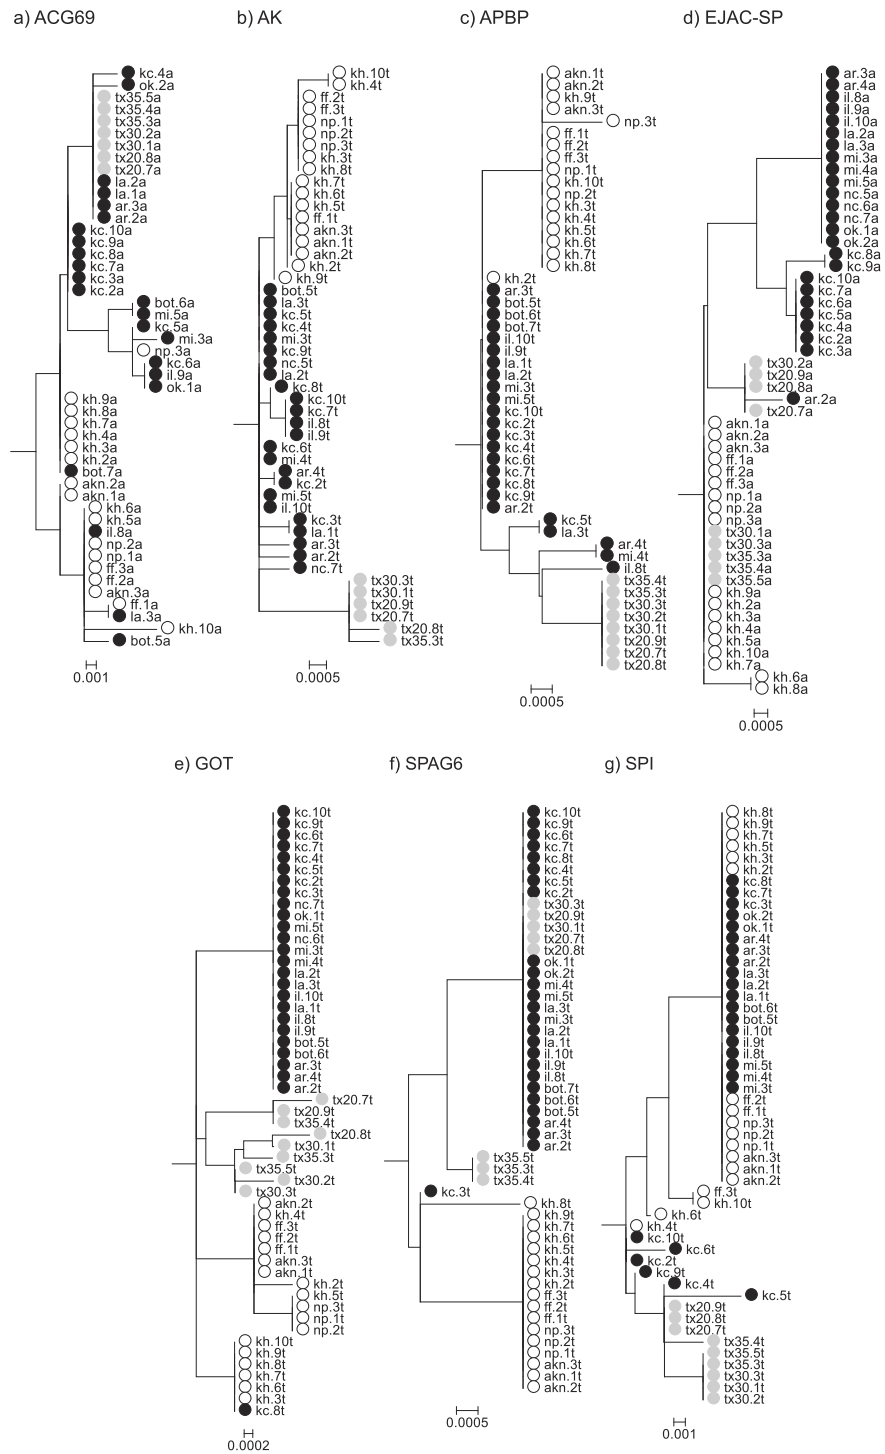 a) ACG69
kc.4a
ok.2a
tx35.5a
tx35.4a
tx35.3a
tx30.2a
tx30.1a
tx20.8a
tx20.7a
la.2a
la.1a
ar.3a
ar.2a
kc.10a
kc.9a
kc.8a
kc.7a
kc.3a
kc.2a
bot.6a
mi.5a
kc.5a
mi.3a
np.3a
kc.6a
il.9a
ok.1a
kh.9a
kh.8a
kh.7a
kh.4a
kh.3a
kh.2a
bot.7a
akn.2a
akn.1a
kh.6a
kh.5a
il.8a
np.2a
np.1a
ff.3a
ff.2a
akn.3a
ff.1a
la.3a
kh.10a
bot.5a
0.001
b) AK
kh.10t
kh.4t
ff.2t
ff.3t
np.1t
np.2t
np.3t
kh.3t
kh.8t
kh.7t
kh.6t
kh.5t
ff.1t
akn.3t
akn.1t
akn.2t
kh.2t
kh.9t
bot.5t
la.3t
kc.5t
kc.4t
mi.3t
kc.9t
nc.5t
la.2t
kc.8t
kc.10t
kc.7t
il.8t
il.9t
kc.6t
mi.4t
ar.4t
kc.2t
mi.5t
il.10t
kc.3t
la.1t
ar.3t
ar.2t
nc.7t
tx30.3t
tx30.1t
tx20.9t
tx20.7t
tx20.8t
tx35.3t
0.0005
c) APBP
akn.1t
akn.2t
kh.9t
akn.3t
np.3t
ff.1t
ff.2t
ff.3t
np.1t
kh.10t
np.2t
kh.3t
kh.4t
kh.5t
kh.6t
kh.7t
kh.8t
kh.2t
ar.3t
bot.5t
bot.6t
bot.7t
il.10t
il.9t
la.1t
la.2t
mi.3t
mi.5t
kc.10t
kc.2t
kc.3t
kc.4t
kc.6t
kc.7t
kc.8t
kc.9t
ar.2t
kc.5t
la.3t
ar.4t
mi.4t
il.8t
tx35.4t
tx35.3t
tx30.3t
tx30.2t
tx30.1t
tx20.9t
tx20.7t
tx20.8t
0.0005
d) EJAC-SP
ar.3a
ar.4a
il.8a
il.9a
il.10a
la.2a
la.3a
mi.3a
mi.4a
mi.5a
nc.5a
nc.6a
nc.7a
ok.1a
ok.2a
kc.8a
kc.9a
kc.10a
kc.7a
kc.6a
kc.5a
kc.4a
kc.2a
kc.3a
tx30.2a
tx20.9a
tx20.8a
ar.2a
tx20.7a
akn.1a
akn.2a
akn.3a
ff.1a
ff.2a
ff.3a
np.1a
np.2a
np.3a
tx30.1a
tx30.3a
tx35.3a
tx35.4a
tx35.5a
kh.9a
kh.2a
kh.3a
kh.4a
kh.5a
kh.10a
kh.7a
kh.6a
kh.8a
0.0005
e) GOT
kc.10t
kc.9t
kc.6t
kc.7t
kc.4t
kc.5t
kc.2t
kc.3t
nc.7t
ok.1t
mi.5t
nc.6t
mi.3t
mi.4t
la.2t
la.3t
il.10t
la.1t
il.8t
il.9t
bot.5t
bot.6t
ar.3t
ar.4t
ar.2t
tx20.7t
tx20.9t
tx35.4t
tx20.8t
tx30.1t
tx35.3t
tx35.5t
tx30.2t
tx30.3t
akn.2t
kh.4t
ff.3t
ff.2t
ff.1t
akn.3t
akn.1t
kh.2t
kh.5t
np.3t
np.1t
np.2t
kh.10t
kh.9t
kh.8t
kh.7t
kh.6t
kh.3t
kc.8t
0.0002
f) SPAG6
kc.10t
kc.9t
kc.6t
kc.7t
kc.8t
kc.4t
kc.5t
kc.2t
tx30.3t
tx20.9t
tx30.1t
tx20.7t
tx20.8t
ok.1t
ok.2t
mi.4t
mi.5t
la.3t
mi.3t
la.2t
la.1t
il.10t
il.9t
il.8t
bot.7t
bot.6t
bot.5t
ar.4t
ar.3t
ar.2t
tx35.5t
tx35.3t
tx35.4t
kc.3t
kh.8t
kh.9t
kh.7t
kh.6t
kh.5t
kh.4t
kh.3t
kh.2t
ff.3t
ff.2t
ff.1t
np.3t
np.2t
np.1t
akn.3t
akn.1t
akn.2t
0.0005
g) SPI
kh.8t
kh.9t
kh.7t
kh.5t
kh.3t
kh.2t
kc.8t
kc.7t
kc.3t
ok.2t
ok.1t
ar.4t
ar.3t
ar.2t
la.3t
la.2t
la.1t
bot.6t
bot.5t
il.10t
il.9t
il.8t
mi.5t
mi.4t
mi.3t
ff.2t
ff.1t
np.3t
np.2t
np.1t
akn.3t
akn.1t
akn.2t
ff.3t
kh.10t
kh.6t
kh.4t
kc.10t
kc.6t
kc.2t
kc.9t
kc.4t
kc.5t
tx20.9t
tx20.8t
tx20.7t
tx35.4t
tx35.5t
tx35.3t
tx30.3t
tx30.1t
tx30.2t
0.001